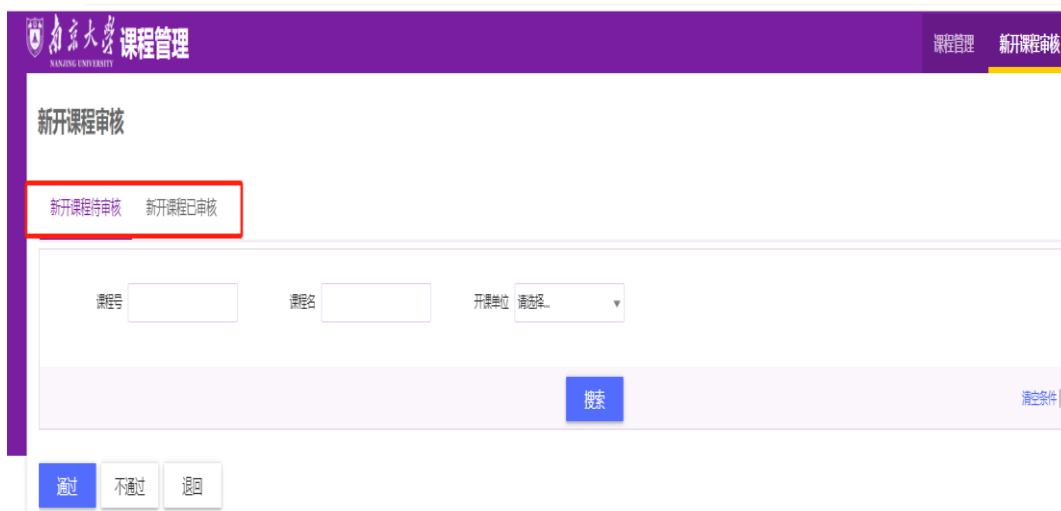 南京大学 课程管理 课程管理 新开课程审核
NANJING UNIVERSITY
新开课程审核
新开课程待审核 新开课程已审核
课程号 课程名 开课单位 请选择...
搜索 清空条件
通过 不通过 退回